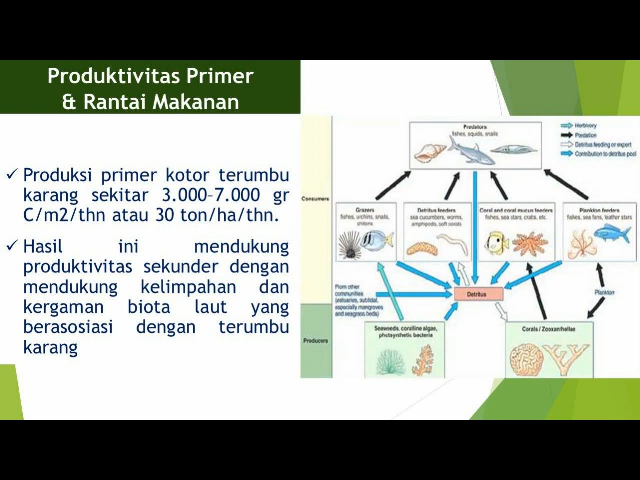 Produktivitas Primer
& Rantai Makanan
✓ Produksi primer kotor terumbu
karang sekitar 3.000–7.000 gr
C/m2/thn atau 30 ton/ha/thn.
✓ Hasil ini mendukung
produktivitas sekunder dengan
mendukung kelimpahan dan
kergaman biota laut yang
berasosiasi dengan terumbu
karang
Predators
fishes, squids, snails
Herbivory
Predation
Detritus feeding or export
Contribution to detritus pool
Consumers
Grazers
fishes, urchins, snails,
chitons
Detritus feeders
sea cucumbers, worms,
amphipods, soft corals
Coral and coral mucus feeders
fishes, sea stars, crabs, etc.
Plankton feeders
fishes, sea fans, feather stars
From other
communities
(estuaries, subtidal,
especially mangroves
and seagrass beds)
Detritus
Plankton
Producers
Seaweeds, coralline algae,
photosynthetic bacteria
Corals / Zooxanthellae